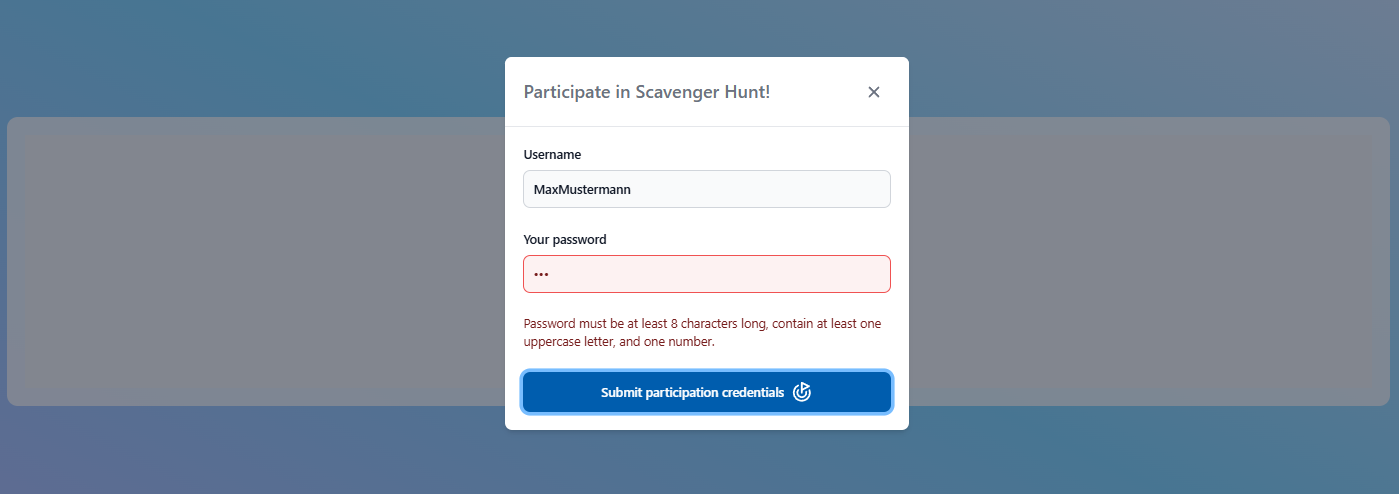 Participate in Scavenger Hunt!
Username
MaxMustermann
Your password
•••
Password must be at least 8 characters long, contain at least one
uppercase letter, and one number.
Submit participation credentials